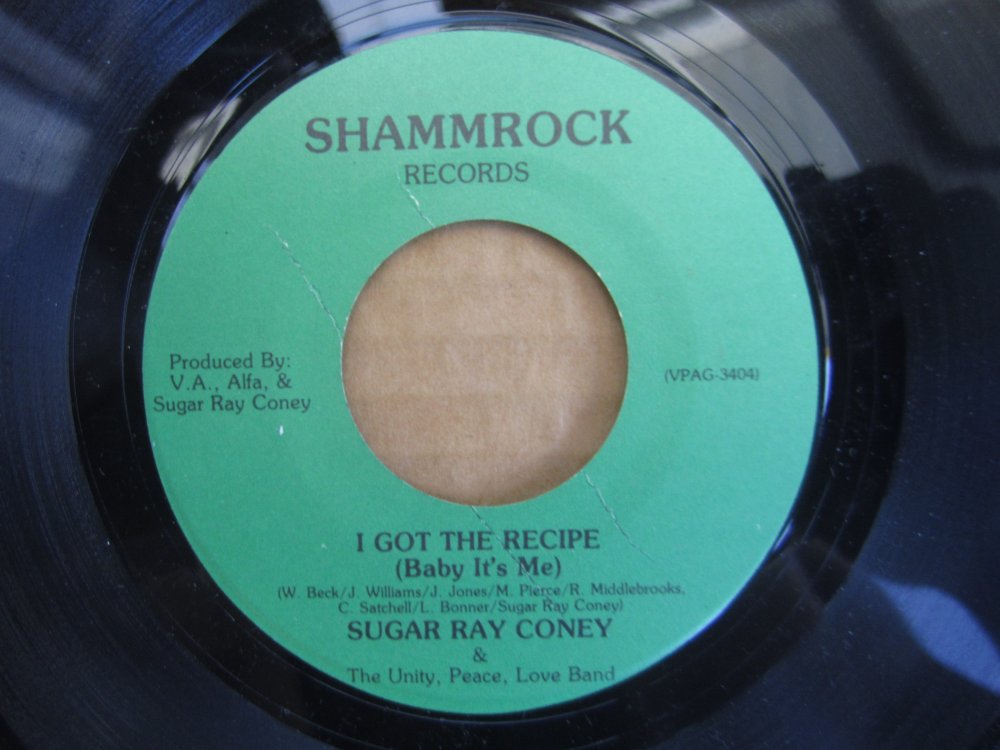 SHAMMROCK
RECORDS
Produced By:
V.A., Alfa, &
Sugar Ray Coney
(VPAG-3404)
I GOT THE RECIPE
(Baby It's Me)
(W. Beck/J. Williams/J. Jones/M. Pierce/R. Middlebrooks,
C. Satchell/L. Bonner/Sugar Ray Coney)
SUGAR RAY CONEY
&
The Unity, Peace, Love Band